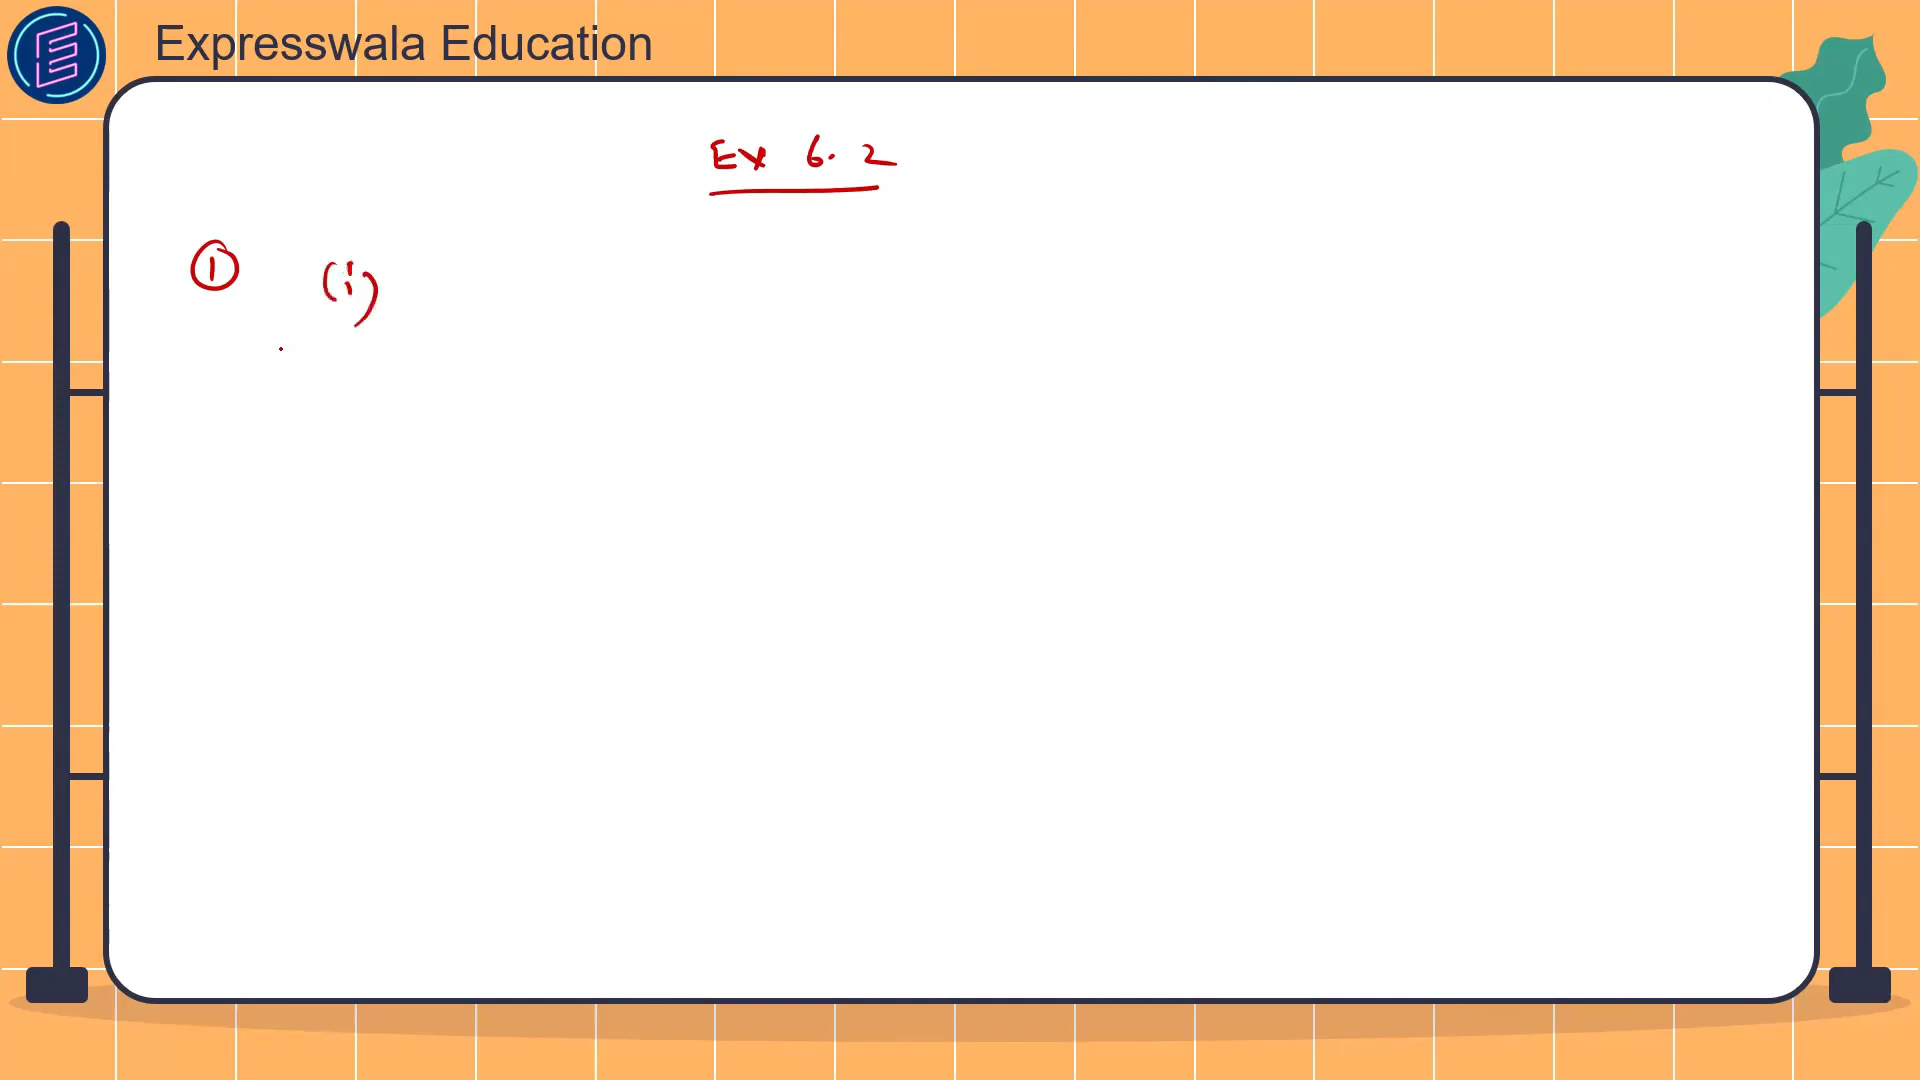 Expresswala Education
Ex 6.2
① (i)